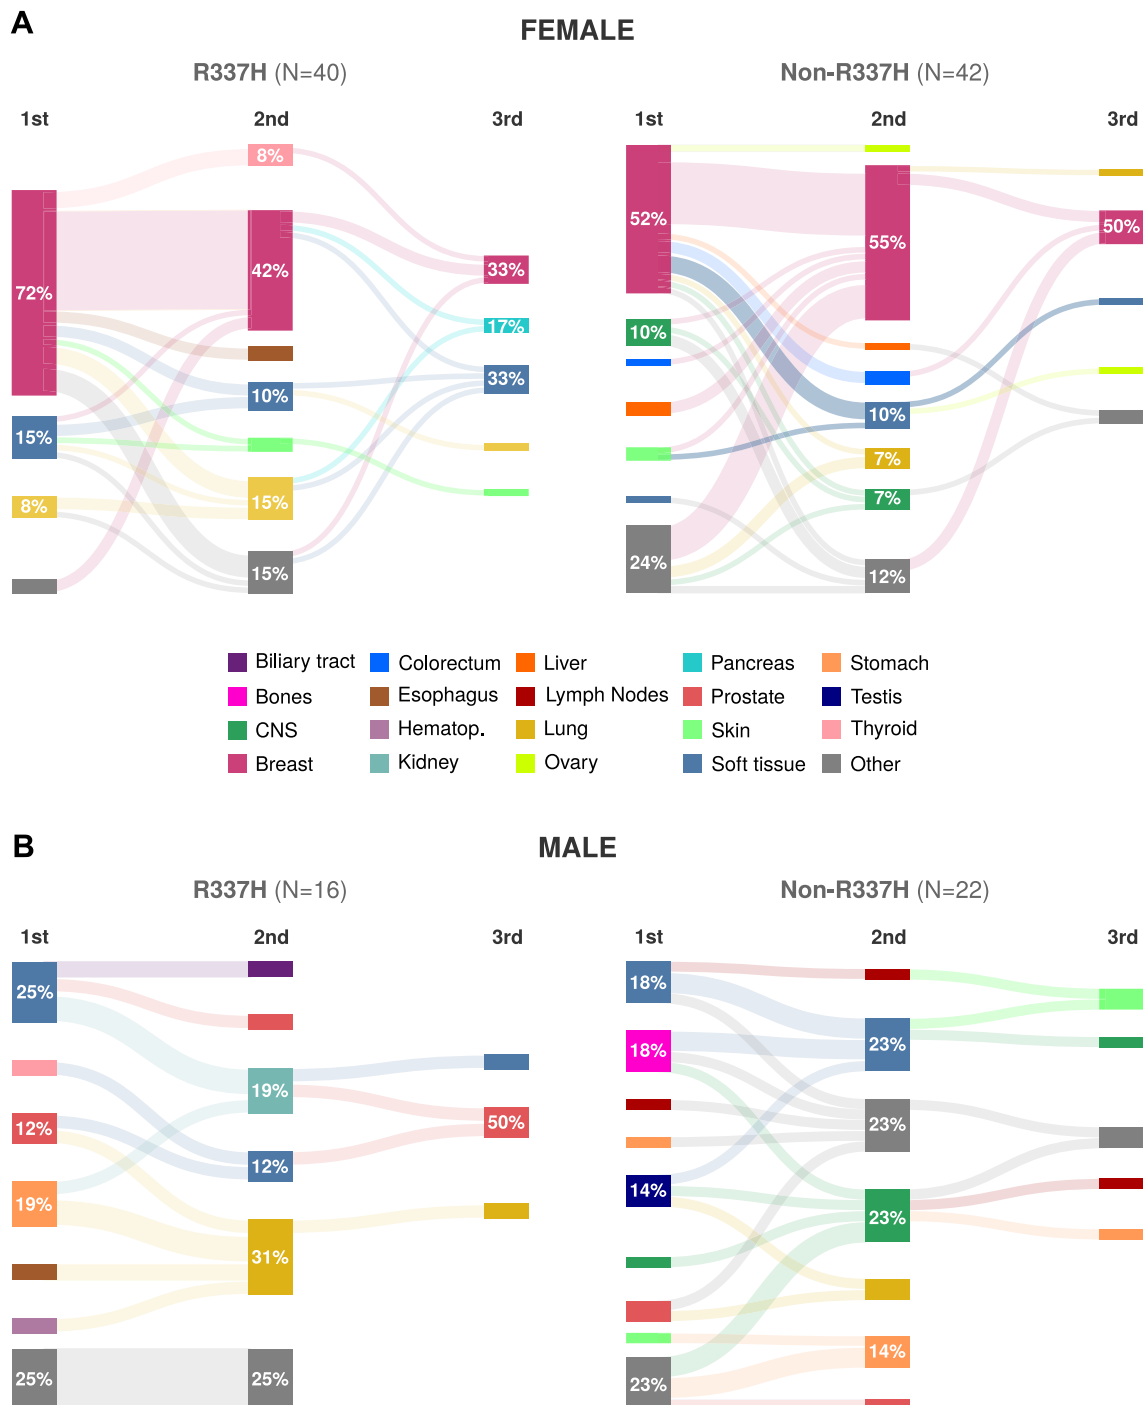 A
FEMALE
R337H (N=40)
Non-R337H (N=42)
1st 2nd 3rd
1st 2nd 3rd
8%
72%
42%
33%
17%
33%
15%
10%
8%
15%
15%
52%
55%
50%
10%
10%
7%
7%
24%
12%
Biliary tract Colorectum Liver Pancreas Stomach
Bones Esophagus Lymph Nodes Prostate Testis
CNS Hematop. Lung Skin Thyroid
Breast Kidney Ovary Soft tissue Other
B
MALE
R337H (N=16)
Non-R337H (N=22)
1st 2nd 3rd
1st 2nd 3rd
25%
19%
12%
50%
12%
19%
31%
25%
25%
18%
23%
18%
23%
14%
23%
14%
23%